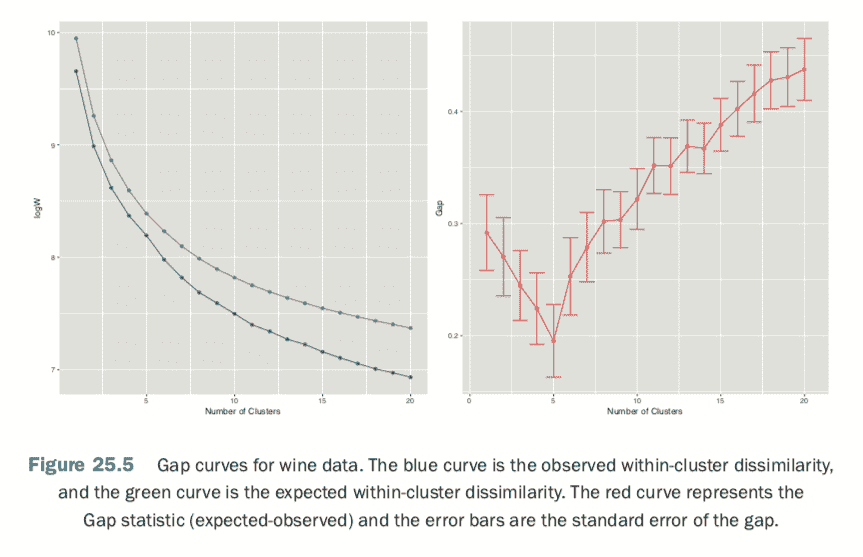 10
9
8
7
logW
5
10
15
20
Number of Clusters
0.4
0.3
0.2
Gap
0
5
10
15
20
Number of Clusters
Figure 25.5 Gap curves for wine data. The blue curve is the observed within-cluster dissimilarity,
and the green curve is the expected within-cluster dissimilarity. The red curve represents the
Gap statistic (expected-observed) and the error bars are the standard error of the gap.